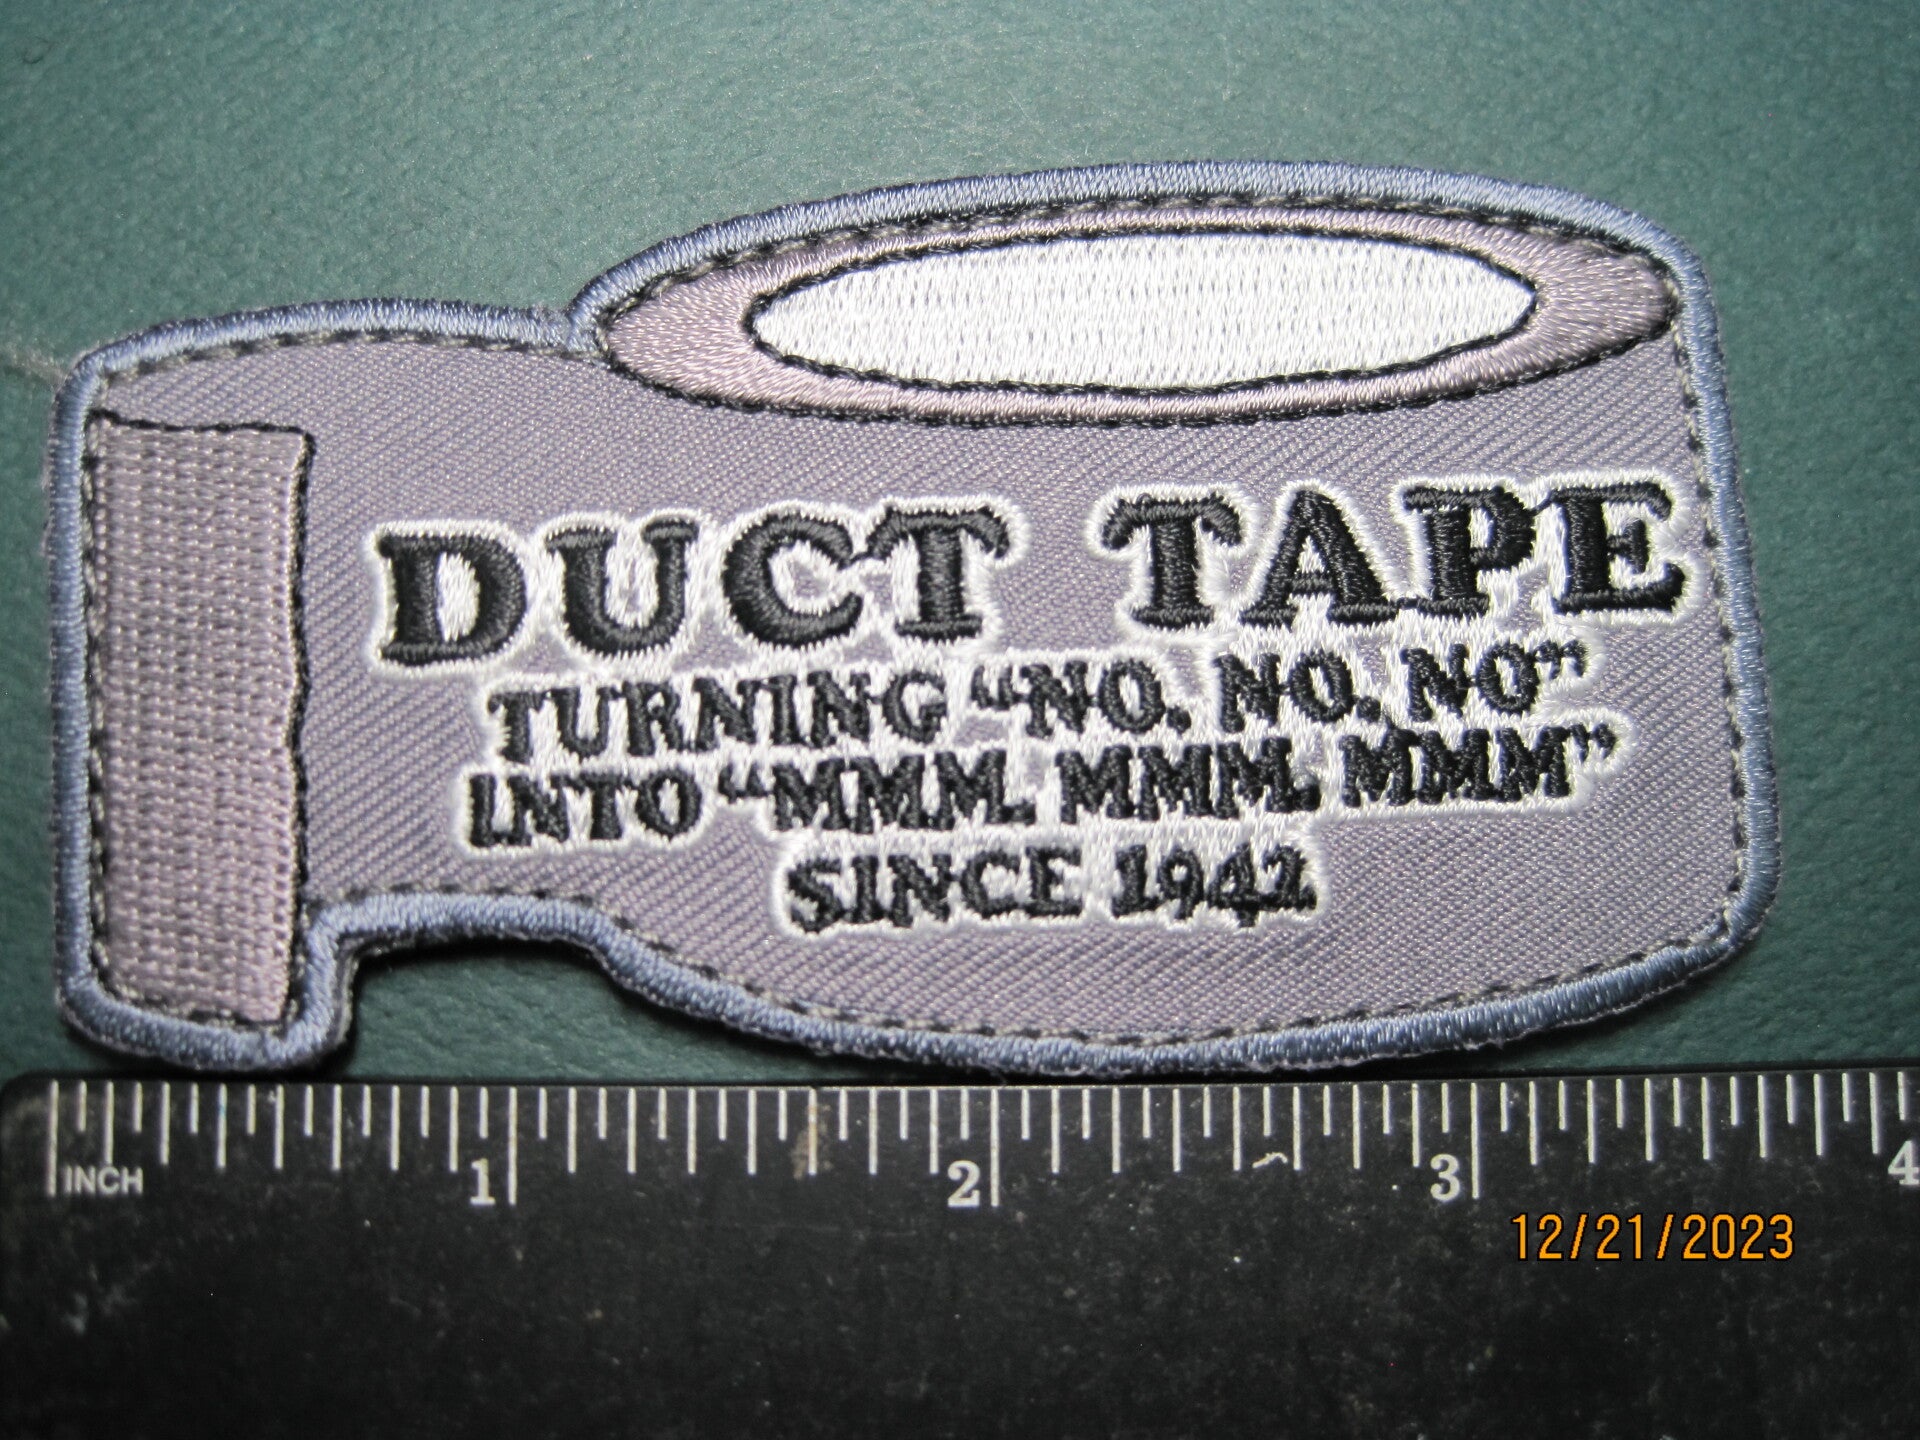 DUCT TAPE
TURNING “NO. NO. NO”
INTO “MMM. MMM. MMM”
SINCE 1942
INCH 1 2 3 4
12/21/2023